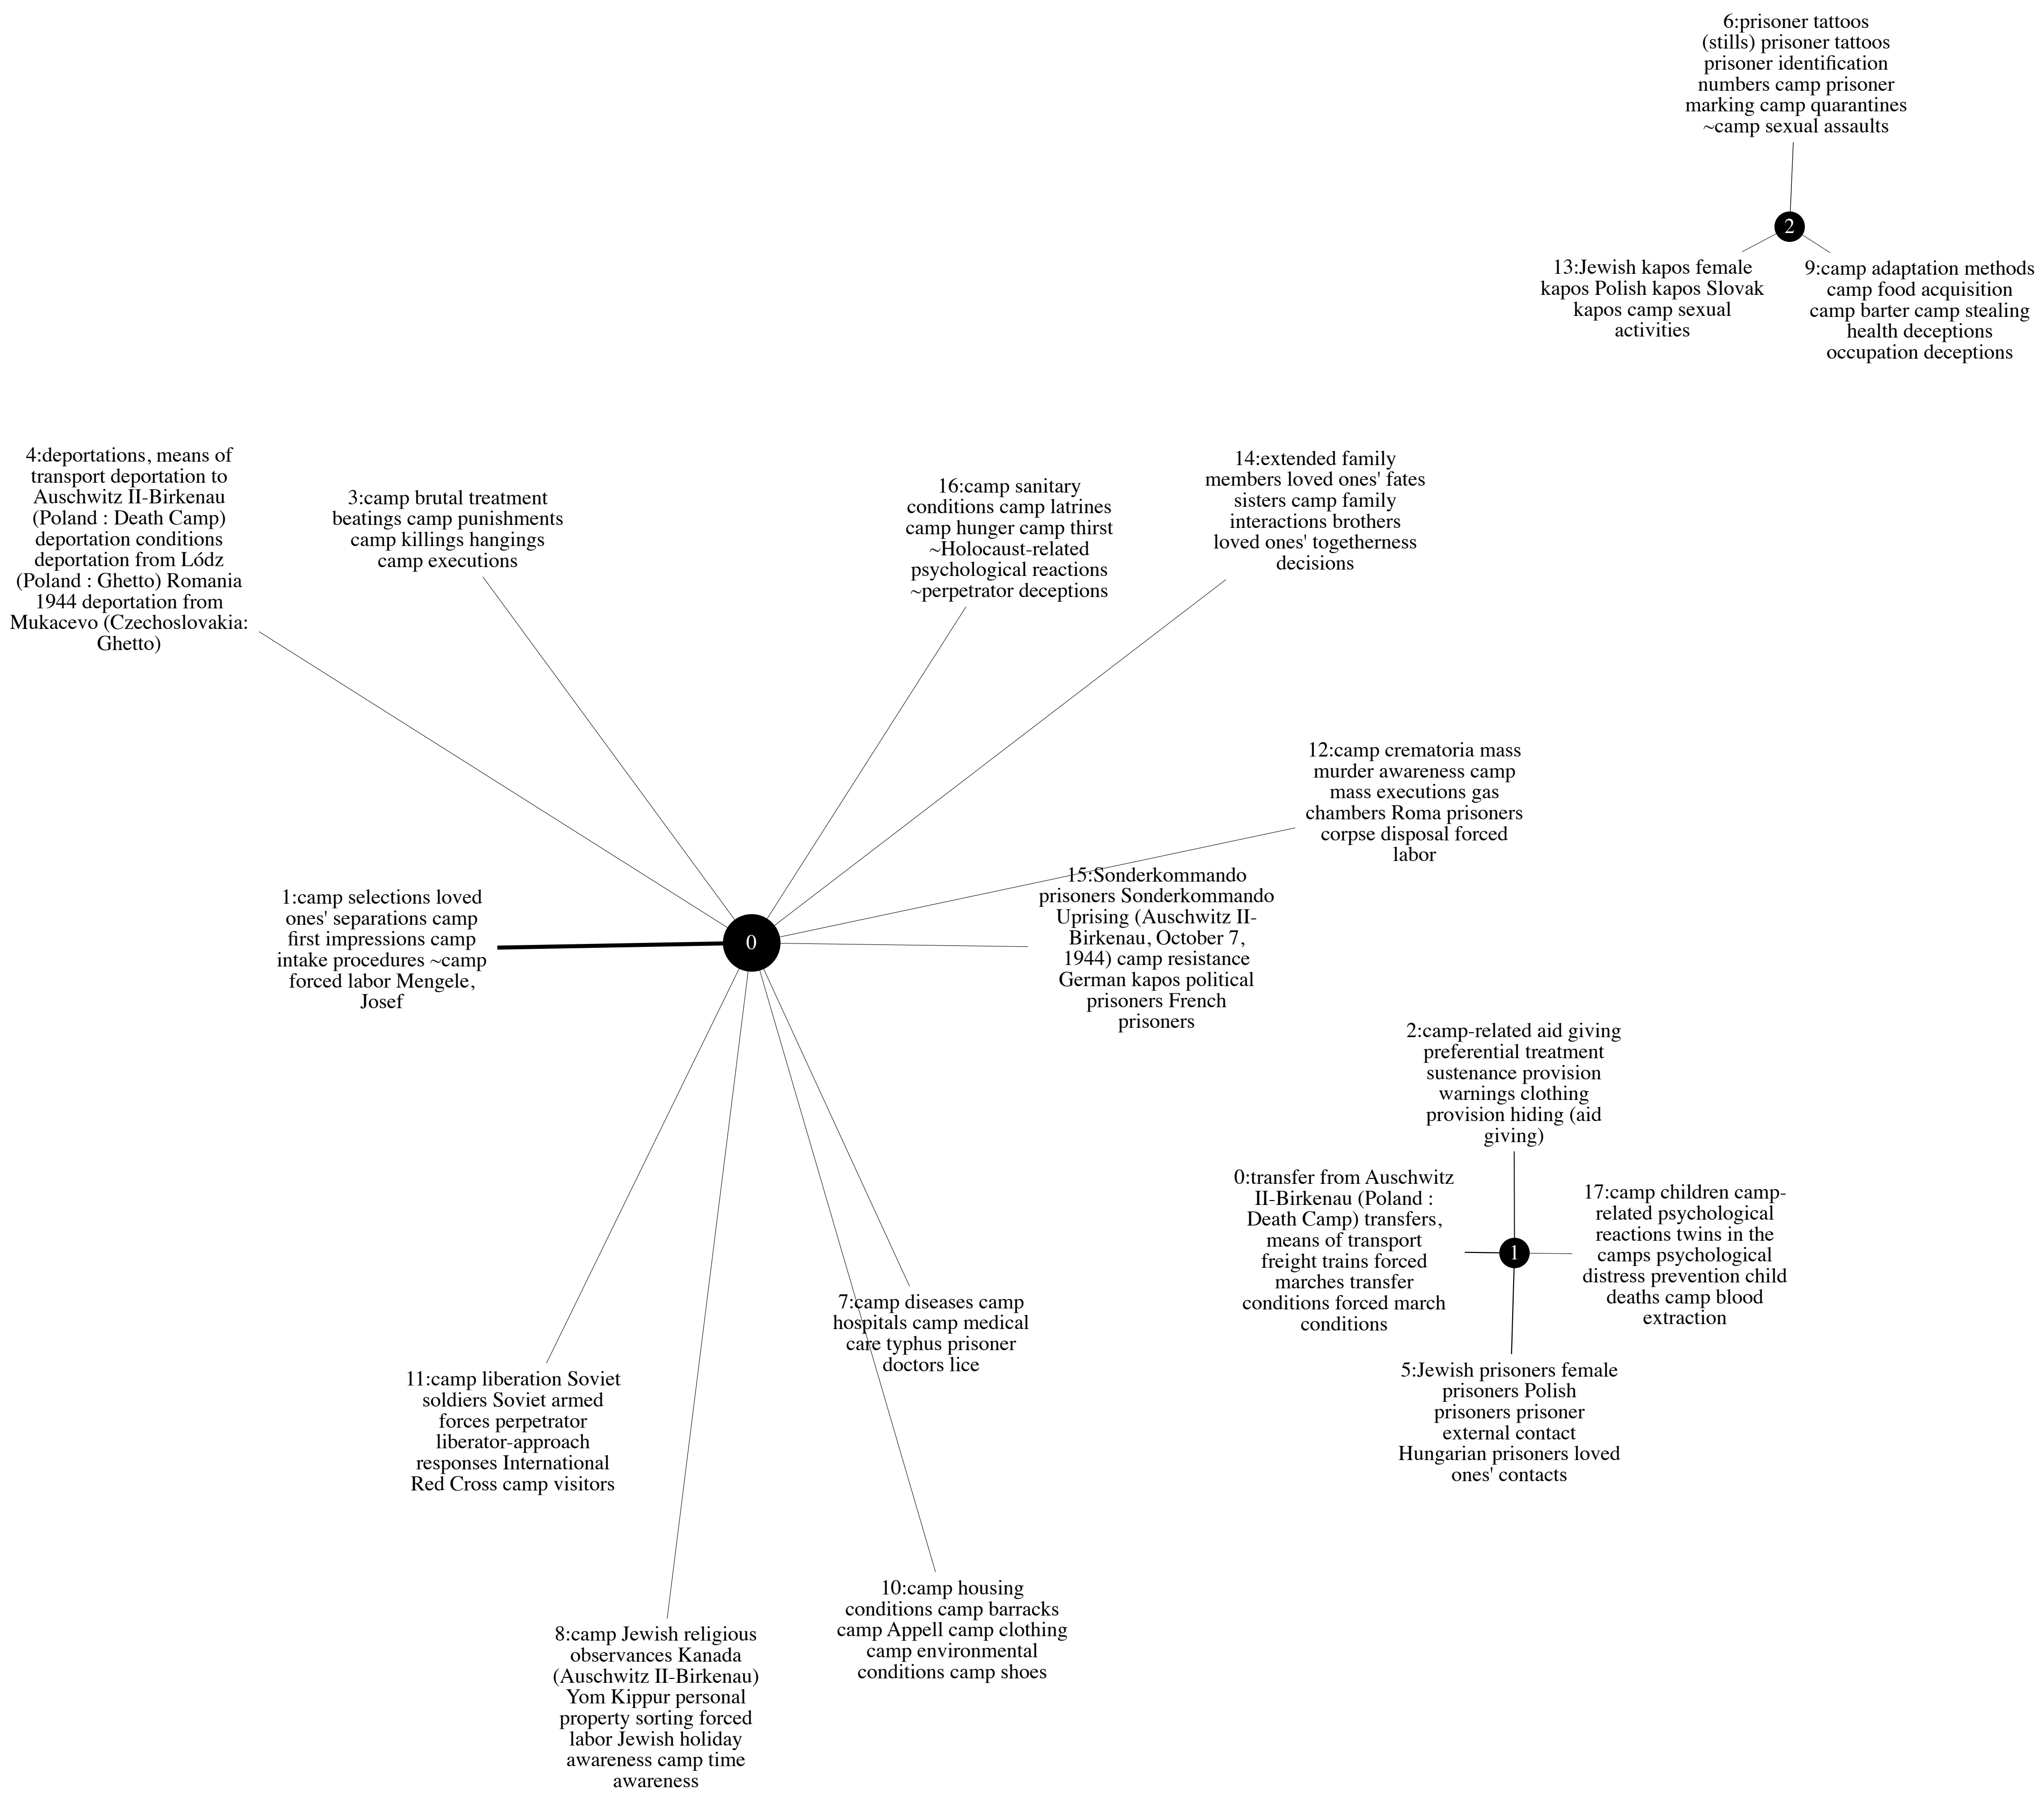 6:prisoner tattoos
(stills) prisoner tattoos
prisoner identification
numbers camp prisoner
marking camp quarantines
~camp sexual assaults
2
13:Jewish kapos female
kapos Polish kapos Slovak
kapos camp sexual
activities
9:camp adaptation methods
camp food acquisition
camp barter camp stealing
health deceptions
occupation deceptions
4:deportations, means of
transport deportation to
Auschwitz II-Birkenau
(Poland : Death Camp)
deportation conditions
deportation from Lódz
(Poland : Ghetto) Romania
1944 deportation from
Mukacevo (Czechoslovakia:
Ghetto)
3:camp brutal treatment
beatings camp punishments
camp killings hangings
camp executions
16:camp sanitary
conditions camp latrines
camp hunger camp thirst
~Holocaust-related
psychological reactions
~perpetrator deceptions
14:extended family
members loved ones' fates
sisters camp family
interactions brothers
loved ones' togetherness
decisions
12:camp crematoria mass
murder awareness camp
mass executions gas
chambers Roma prisoners
corpse disposal forced
labor
1:camp selections loved
ones' separations camp
first impressions camp
intake procedures ~camp
forced labor Mengele,
Josef
0
15:Sonderkommando
prisoners Sonderkommando
Uprising (Auschwitz II-
Birkenau, October 7,
1944) camp resistance
German kapos political
prisoners French
prisoners
2:camp-related aid giving
preferential treatment
sustenance provision
warnings clothing
provision hiding (aid
giving)
0:transfer from Auschwitz
II-Birkenau (Poland :
Death Camp) transfers,
means of transport
freight trains forced
marches transfer
conditions forced march
conditions
1
17:camp children camp-
related psychological
reactions twins in the
camps psychological
distress prevention child
deaths camp blood
extraction
5:Jewish prisoners female
prisoners Polish
prisoners prisoner
external contact
Hungarian prisoners loved
ones' contacts
7:camp diseases camp
hospitals camp medical
care typhus prisoner
doctors lice
11:camp liberation Soviet
soldiers Soviet armed
forces perpetrator
liberator-approach
responses International
Red Cross camp visitors
10:camp housing
conditions camp barracks
camp Appell camp clothing
camp environmental
conditions camp shoes
8:camp Jewish religious
observances Kanada
(Auschwitz II-Birkenau)
Yom Kippur personal
property sorting forced
labor Jewish holiday
awareness camp time
awareness